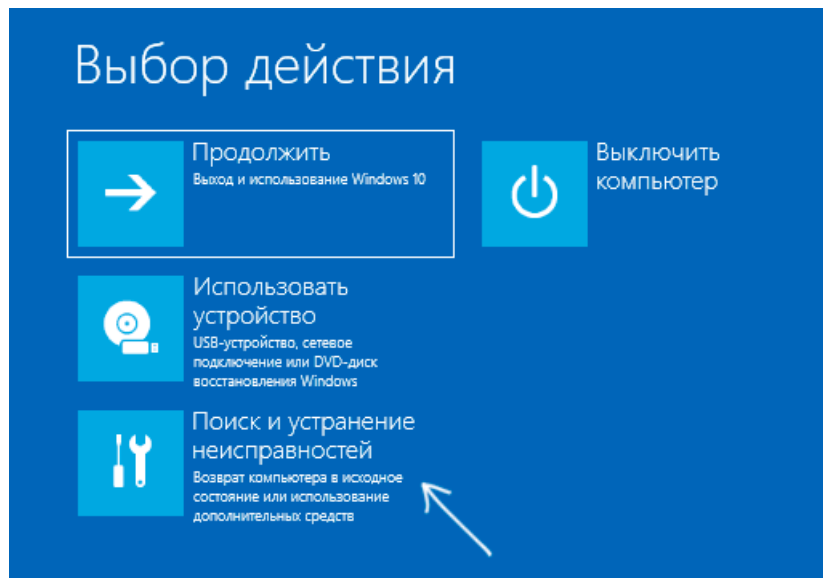 Выбор действия
Продолжить
Выход и использование Windows 10
Выключить
компьютер
Использовать
устройство
USB-устройство, сетевое
подключение или DVD-диск
восстановления Windows
Поиск и устранение
неисправностей
Возврат компьютера в исходное
состояние или использование
дополнительных средств